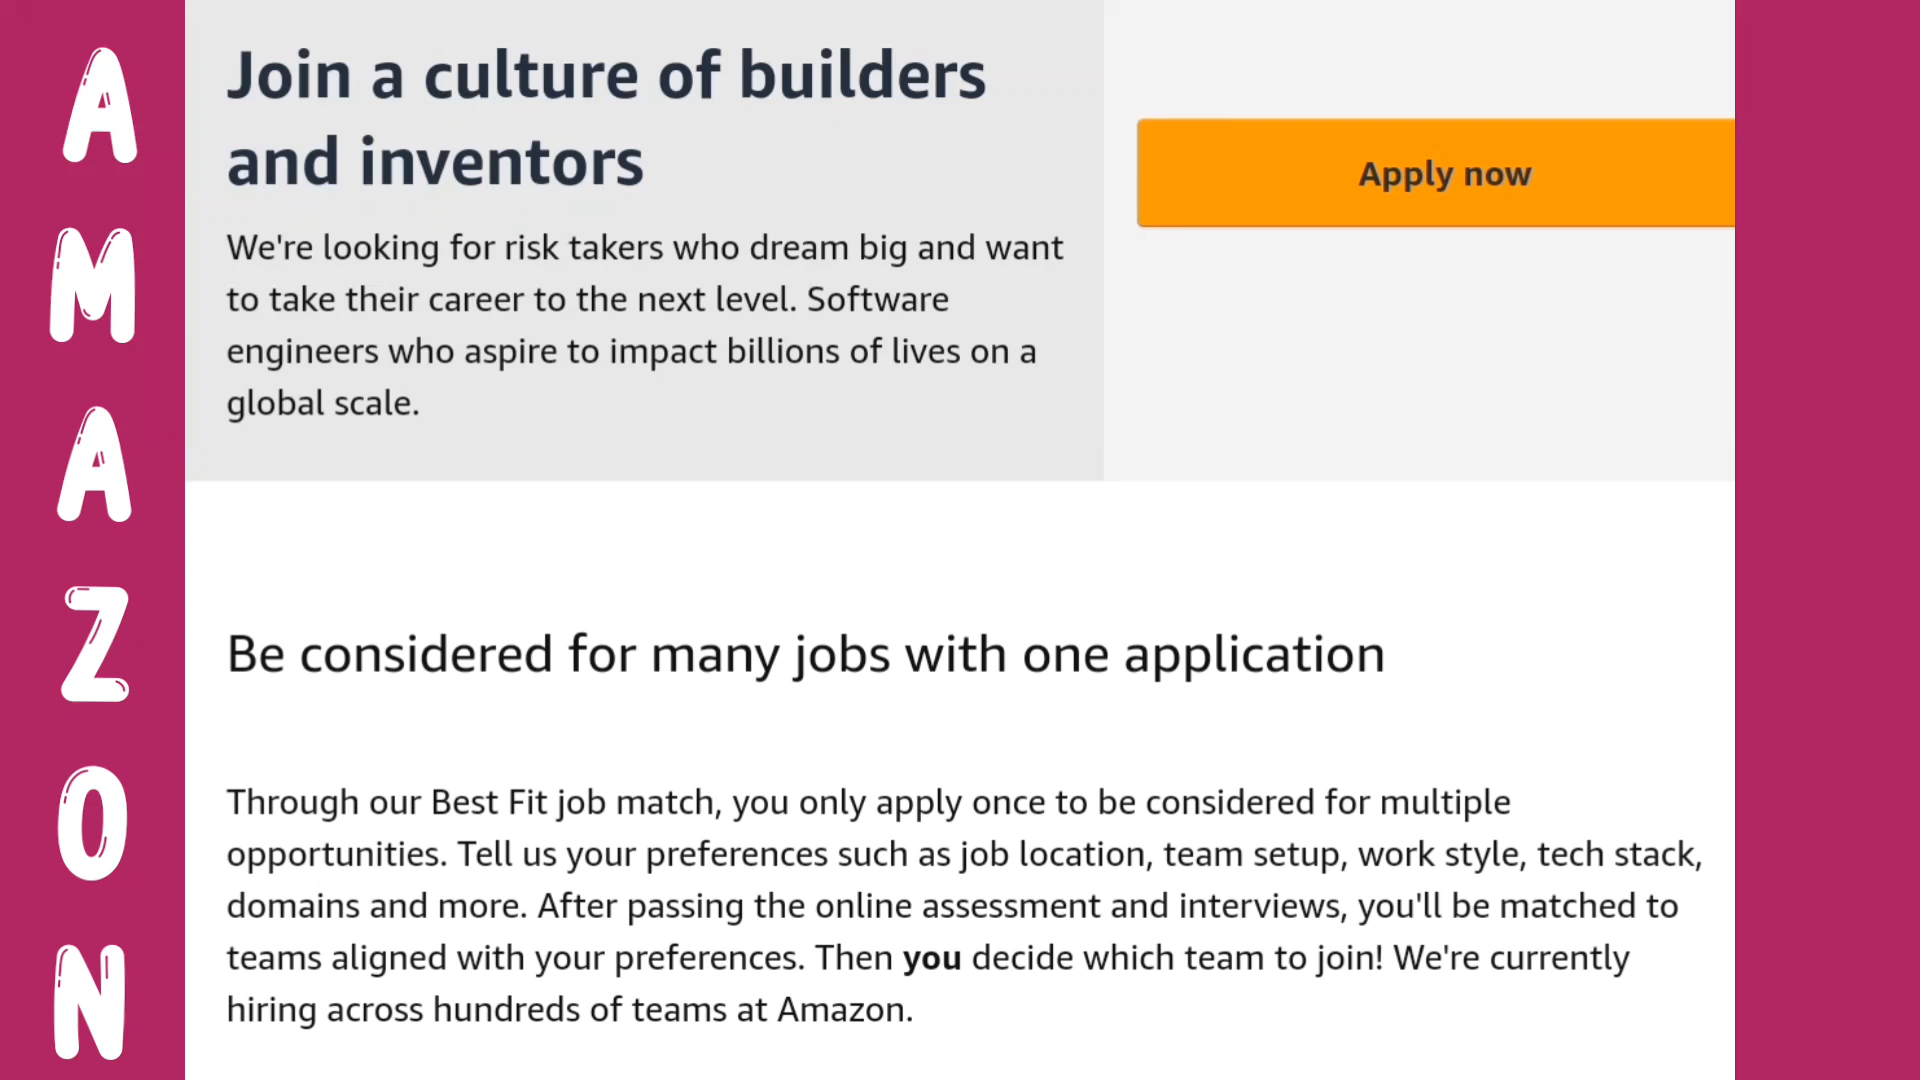 AMAZON
Join a culture of builders
and inventors
We're looking for risk takers who dream big and want
to take their career to the next level. Software
engineers who aspire to impact billions of lives on a
global scale.
Apply now
Be considered for many jobs with one application
Through our Best Fit job match, you only apply once to be considered for multiple
opportunities. Tell us your preferences such as job location, team setup, work style, tech stack,
domains and more. After passing the online assessment and interviews, you'll be matched to
teams aligned with your preferences. Then you decide which team to join! We're currently
hiring across hundreds of teams at Amazon.